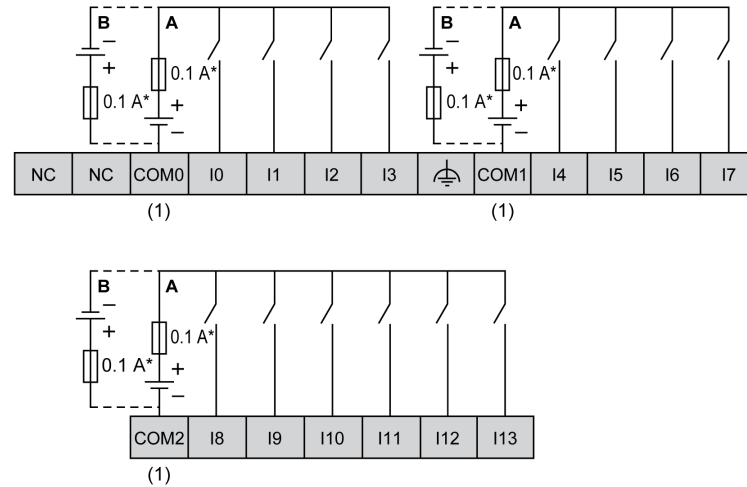 B − A B − A
+ 0.1 A* + 0.1 A*
0.1 A* + 0.1 A* +
− −
NC NC COM0 I0 I1 I2 I3 COM1 I4 I5 I6 I7
(1) (1)
B − A
+ 0.1 A*
0.1 A* +
−
COM2 I8 I9 I10 I11 I12 I13
(1)